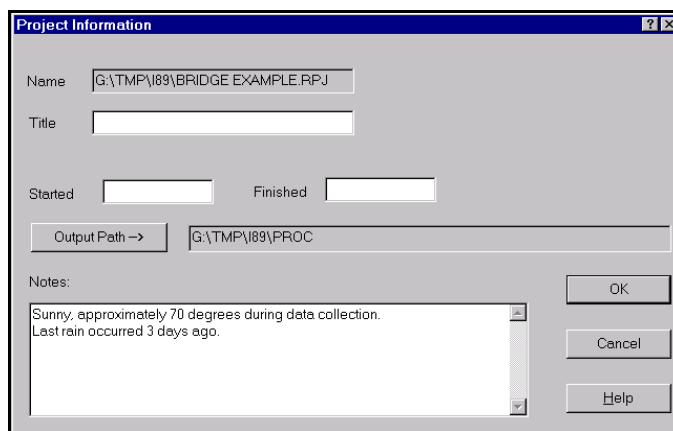 Project Information
Name G:\TMP\I89\BRIDGE EXAMPLE.RPJ
Title
Started Finished
Output Path --> G:\TMP\I89\PROC
Notes:
Sunny, approximately 70 degrees during data collection.
Last rain occurred 3 days ago.
OK
Cancel
Help